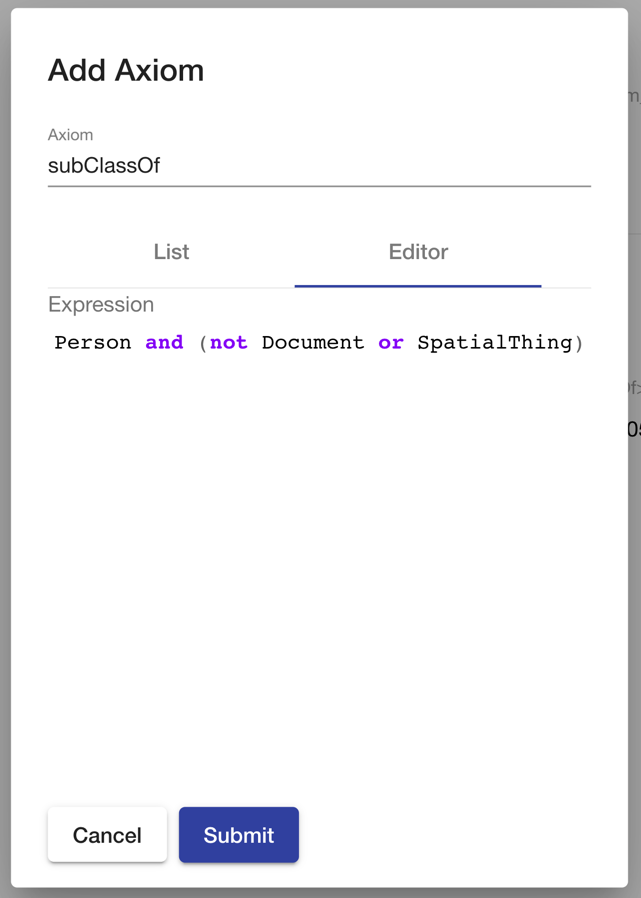 Add Axiom
Axiom
subClassOf
List Editor
Expression
Person and (not Document or SpatialThing)
Cancel Submit